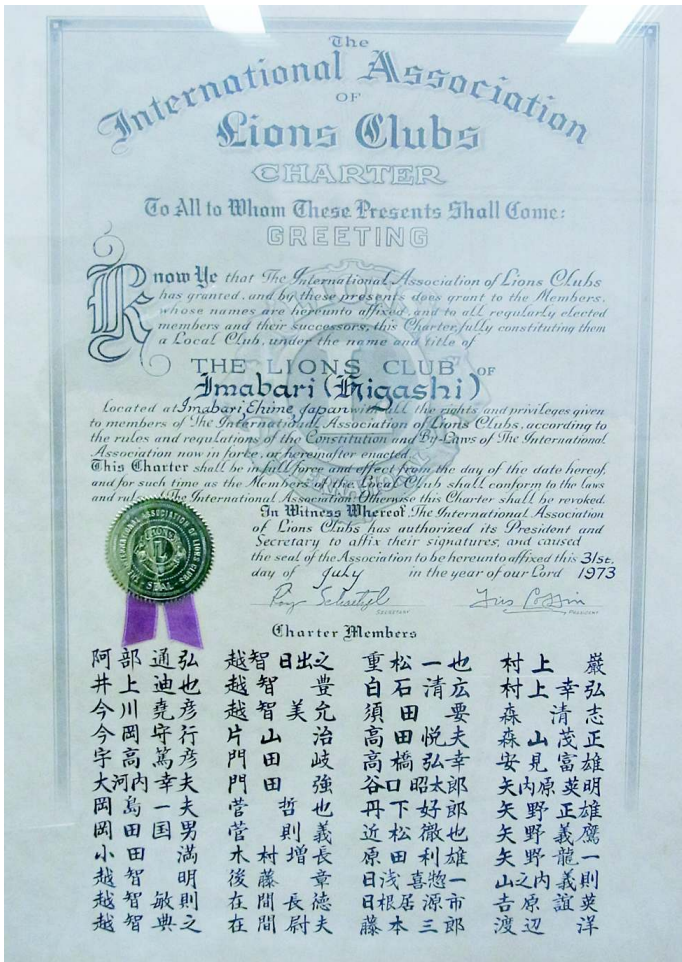 The
International Association
OF
Lions Clubs
CHARTER
To All to Whom These Presents Shall Come:
GREETING
Know Ye that The International Association of Lions Clubs
has granted, and by these presents does grant to the Members,
whose names are hereunto affixed, and to all regularly elected
members and their successors, this Charter, fully constituting them
a Local Club, under the name and title of
THE LIONS CLUB OF
Imabari (Higashi)
Located at Imabari, Ehime, Japan with all the rights and privileges given
to members of The International Association of Lions Clubs, according to
the rules and regulations of the Constitution and By-Laws of The International
Association now in force, or hereafter enacted.
This Charter shall be in full force and effect from the day of the date hereof,
and for such time as the Members of the Local Club shall conform to the laws
and rules of The International Association. Otherwise this Charter shall be revoked.
In Witness Whereof, The International Association
of Lions Clubs has authorized its President and
Secretary to affix their signatures, and caused
the seal of the Association to be hereunto affixed this 31st.
day of July in the year of our Lord 1973
SECRETARY PRESIDENT
INTERNATIONAL ASSOCIATION OF LIONS CLUBS
SEAL
Charter Members
阿部通弘 越智日出之 重松一也 村上巌
井上迪也 越智豊 白石清広 村上幸弘
今川堯彦 越智美允 須田要 森清志
今岡守行 片山治 高田悦夫 森山茂正
宇高篤彦 門田岐 高橋弘幸 安見富雄
大河内幸夫 門田強 谷口昭太郎 矢内原英明
岡島一夫 菅哲也 丹下好郎 矢野正雄
岡田国男 菅則義 近松徹也 矢野義鷹
小田満 木村増長 原田利雄 矢野龍一
越智明 後藤章 日浅喜惣一 山之内義則
越智敏則 在間長徳 日根居源市 吉原誼英
越智典之 在間尉夫 藤本三郎 渡辺洋